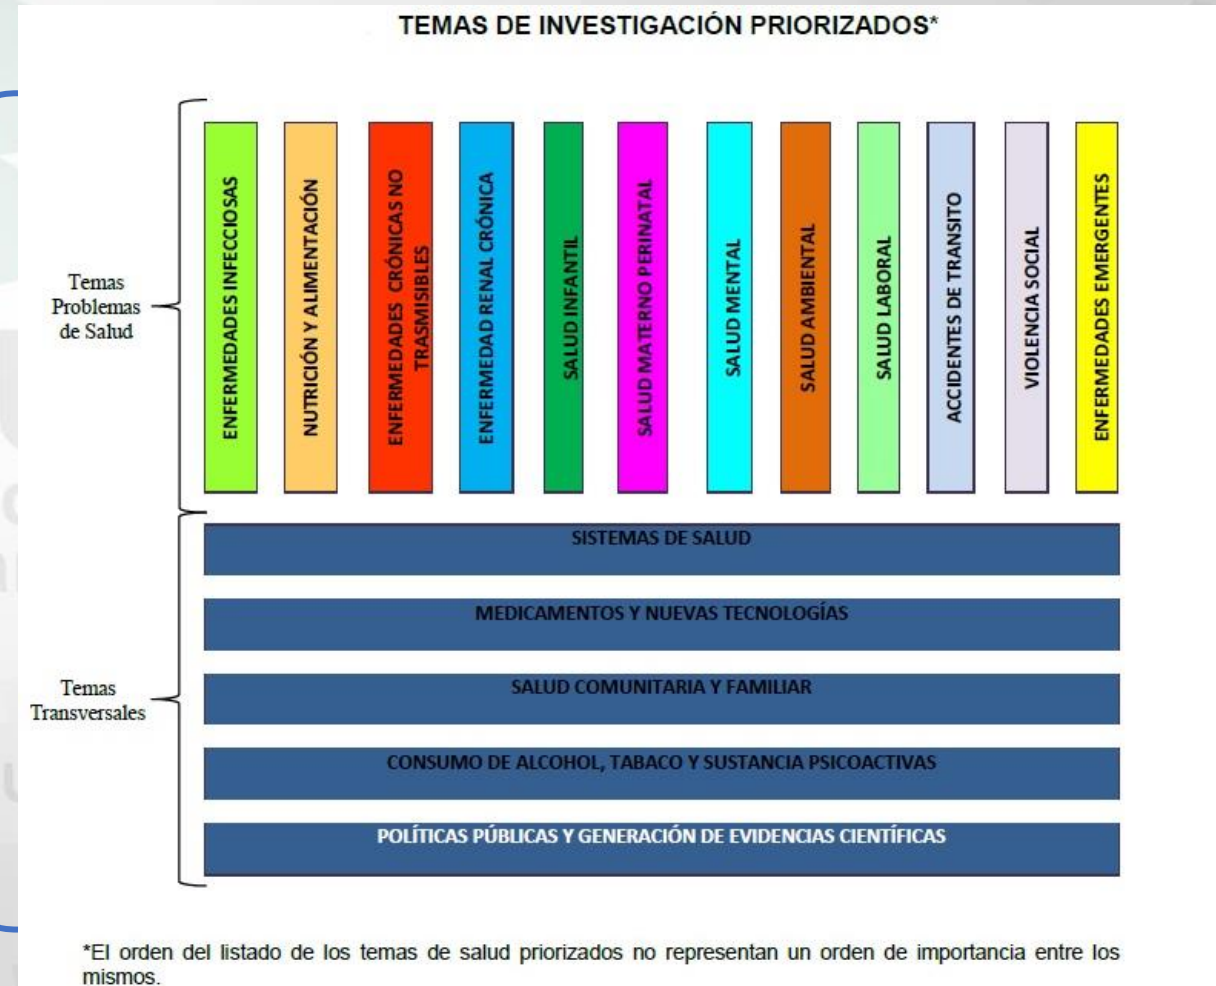 TEMAS DE INVESTIGACIÓN PRIORIZADOS*
Temas
Problemas
de Salud
ENFERMEDADES INFECCIOSAS
NUTRICIÓN Y ALIMENTACIÓN
ENFERMEDADES CRÓNICAS NO
TRASMISIBLES
ENFERMEDAD RENAL CRÓNICA
SALUD INFANTIL
SALUD MATERNO PERINATAL
SALUD MENTAL
SALUD AMBIENTAL
SALUD LABORAL
ACCIDENTES DE TRANSITO
VIOLENCIA SOCIAL
ENFERMEDADES EMERGENTES
Temas
Transversales
SISTEMAS DE SALUD
MEDICAMENTOS Y NUEVAS TECNOLOGÍAS
SALUD COMUNITARIA Y FAMILIAR
CONSUMO DE ALCOHOL, TABACO Y SUSTANCIA PSICOACTIVAS
POLÍTICAS PÚBLICAS Y GENERACIÓN DE EVIDENCIAS CIENTÍFICAS
*El orden del listado de los temas de salud priorizados no representan un orden de importancia entre los
mismos.